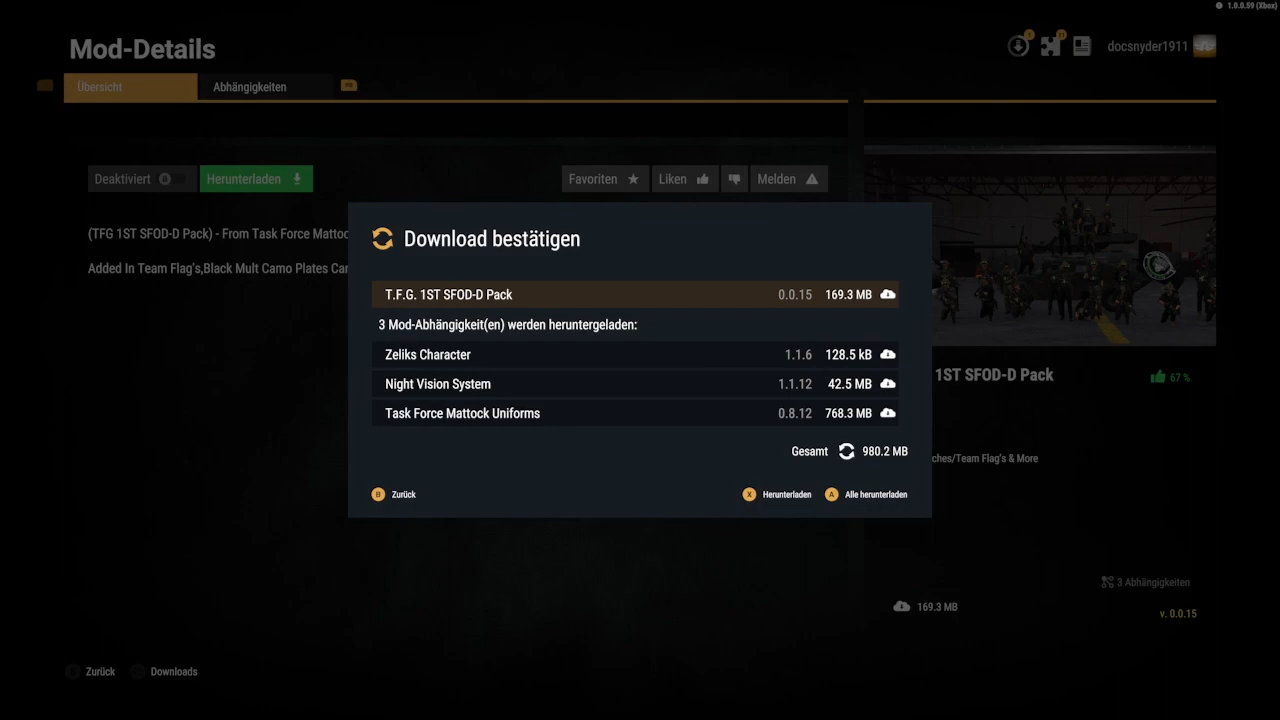 1.0.0.59 (Xbox)
Mod-Details
docsnyder1911
Übersicht
Abhängigkeiten
Deaktiviert
Herunterladen
Favoriten
Liken
Melden
(TFG 1ST SFOD-D Pack) - From Task Force Mattoc
Added In Team Flag's,Black Mult Camo Plates Car
Download bestätigen
T.F.G. 1ST SFOD-D Pack 0.0.15 169.3 MB
3 Mod-Abhängigkeit(en) werden heruntergeladen:
Zeliks Character 1.1.6 128.5 kB
Night Vision System 1.1.12 42.5 MB
Task Force Mattock Uniforms 0.8.12 768.3 MB
Gesamt 980.2 MB
B Zurück
X Herunterladen
A Alle herunterladen
1ST SFOD-D Pack
67 %
ches/Team Flag's & More
3 Abhängigkeiten
169.3 MB
v. 0.0.15
Zurück
Downloads